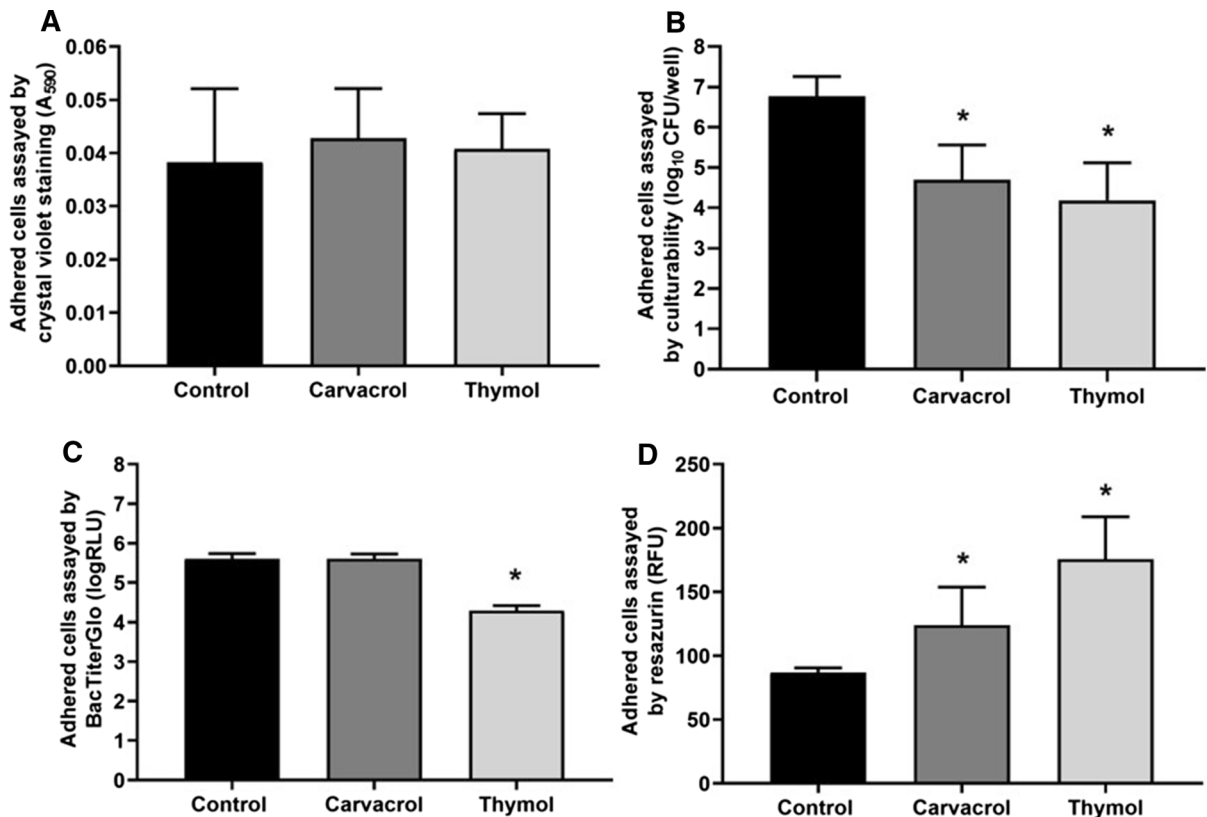 A
Adhered cells assayed by
crystal violet staining (A590)
0.06
0.05
0.04
0.03
0.02
0.01
0.00
Control Carvacrol Thymol
B
Adhered cells assayed
by culturability (log10 CFU/well)
8
7
6
5
4
3
2
1
0
*
*
Control Carvacrol Thymol
C
Adhered cells assayed by
BacTiterGlo (logRLU)
8
7
6
5
4
3
2
1
0
*
Control Carvacrol Thymol
D
Adhered cells assayed
by resazurin (RFU)
250
200
150
100
50
0
*
*
Control Carvacrol Thymol